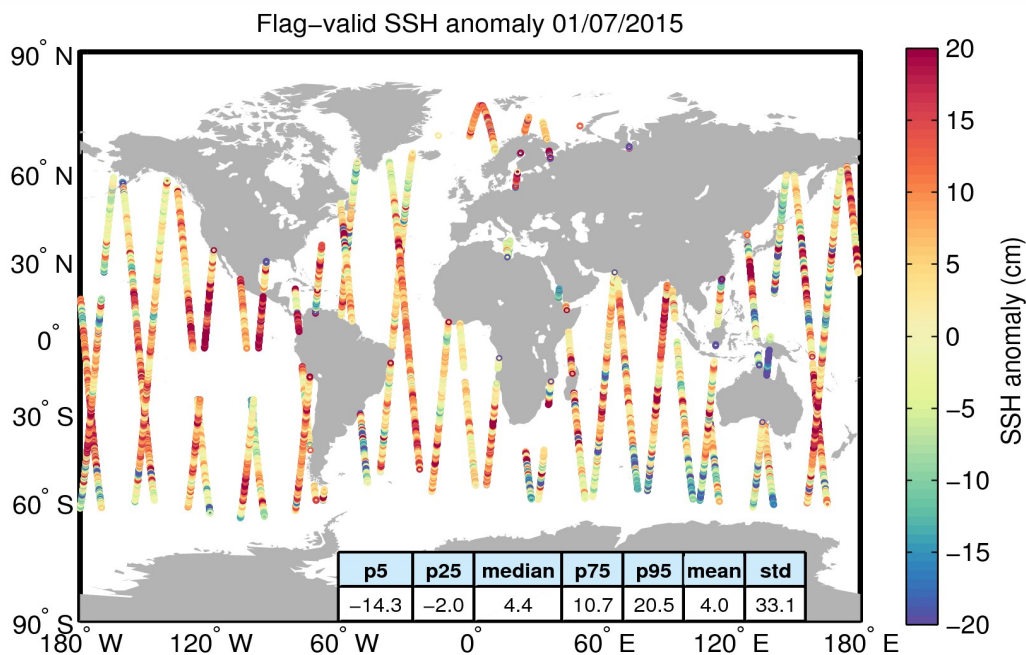 Flag−valid SSH anomaly 01/07/2015
90° N
60° N
30° N
0°
30° S
60° S
90° S
180° W
120° W
60° W
0°
60° E
120° E
180° E
p5 p25 median p75 p95 mean std
−14.3 −2.0 4.4 10.7 20.5 4.0 33.1
20
15
10
5
0
−5
−10
−15
−20
SSH anomaly (cm)